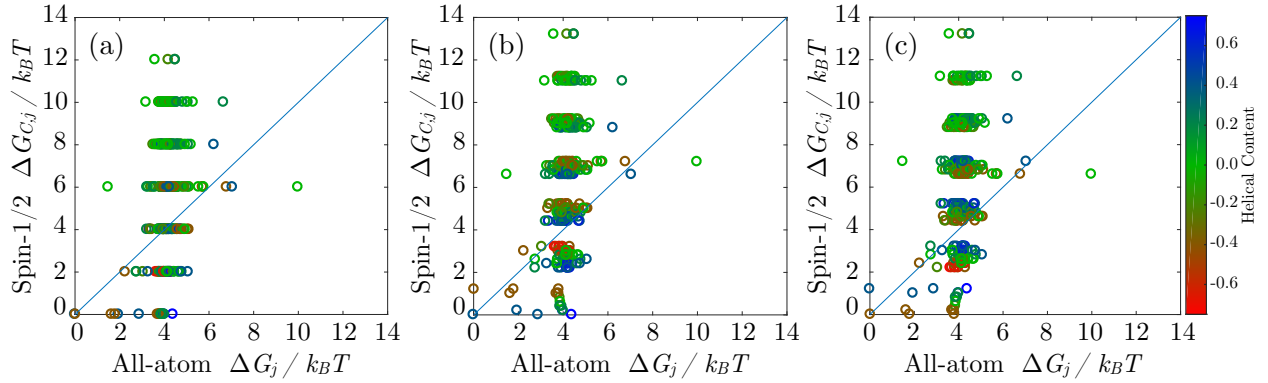 (a)
Spin-1/2 ΔG_{C,j} / k_BT
14
12
10
8
6
4
2
0
0 2 4 6 8 10 12 14
All-atom ΔG_j / k_BT
(b)
Spin-1/2 ΔG_{C,j} / k_BT
14
12
10
8
6
4
2
0
0 2 4 6 8 10 12 14
All-atom ΔG_j / k_BT
(c)
Spin-1/2 ΔG_{C,j} / k_BT
14
12
10
8
6
4
2
0
0 2 4 6 8 10 12 14
All-atom ΔG_j / k_BT
0.6
0.4
0.2
0.0
-0.2
-0.4
-0.6
Helical Content